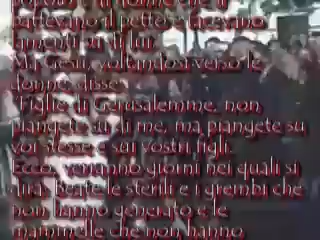 popolo e di donne che si
battevano il petto e facevano
lamenti su di lui.
Ma Gesù, voltandosi verso le
donne, disse:
"Figlie di Gerusalemme, non
piangete su di me, ma piangete su
voi stesse e sui vostri figli.
Ecco, verranno giorni nei quali si
dirà: Beate le sterili e i grembi che
non hanno generato e le
mammelle che non hanno